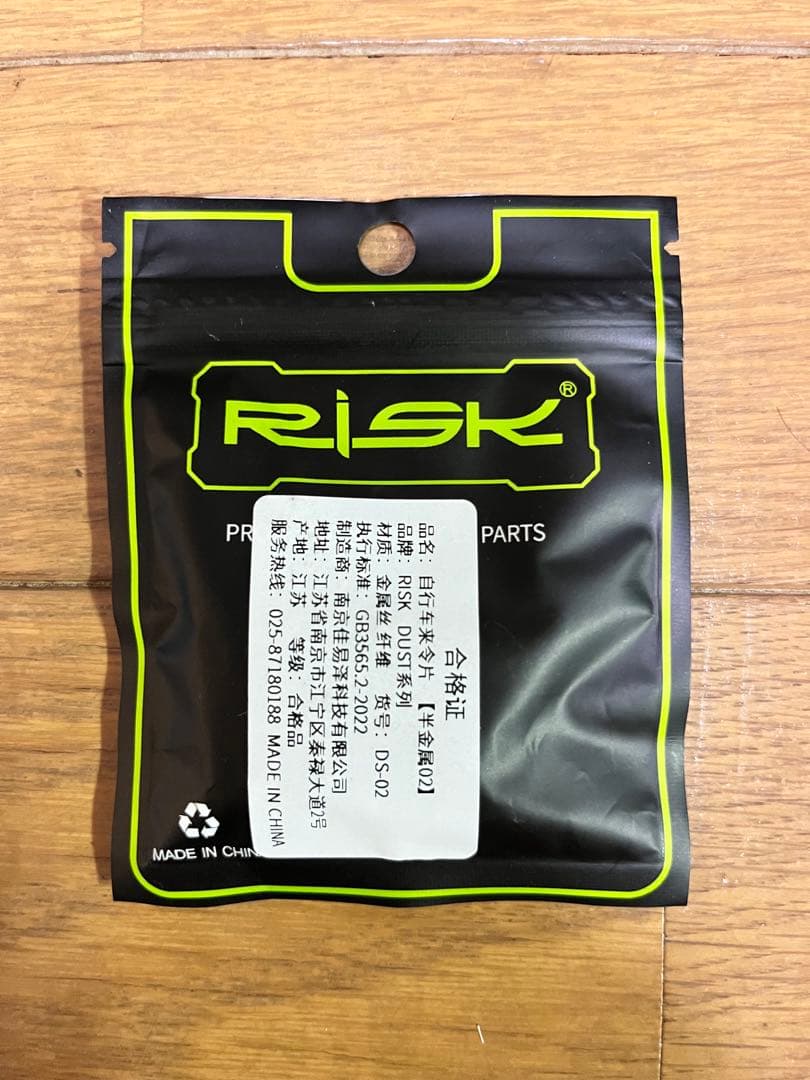 RISK®
PR
PARTS
合格证
品名：自行车来令片【半金属02】
品牌：RISK DUST系列
材质：金属丝 纤维 货号：DS-02
执行标准：GB3565.2-2022
制造商：南京佳易泽科技有限公司
地址：江苏省南京市江宁区秦禄大道2号
产地：江苏 等级：合格品
服务热线：025-87180188 MADE IN CHINA
MADE IN CHIN